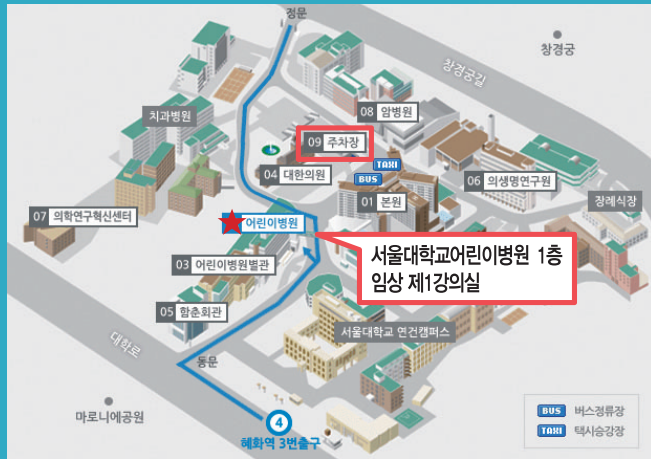 정문
창경궁
창경궁길
치과병원
08 암병원
09 주차장
TAXI
04 대한의원
BUS
06 의생명연구원
01 본원
장례식장
07 의학연구혁신센터
어린이병원
서울대학교어린이병원 1층
임상 제1강의실
03 어린이병원별관
05 함춘회관
서울대학교 연건캠퍼스
대학로
동문
마로니에공원
4
혜화역 3번출구
BUS 버스정류장
TAXI 택시승강장